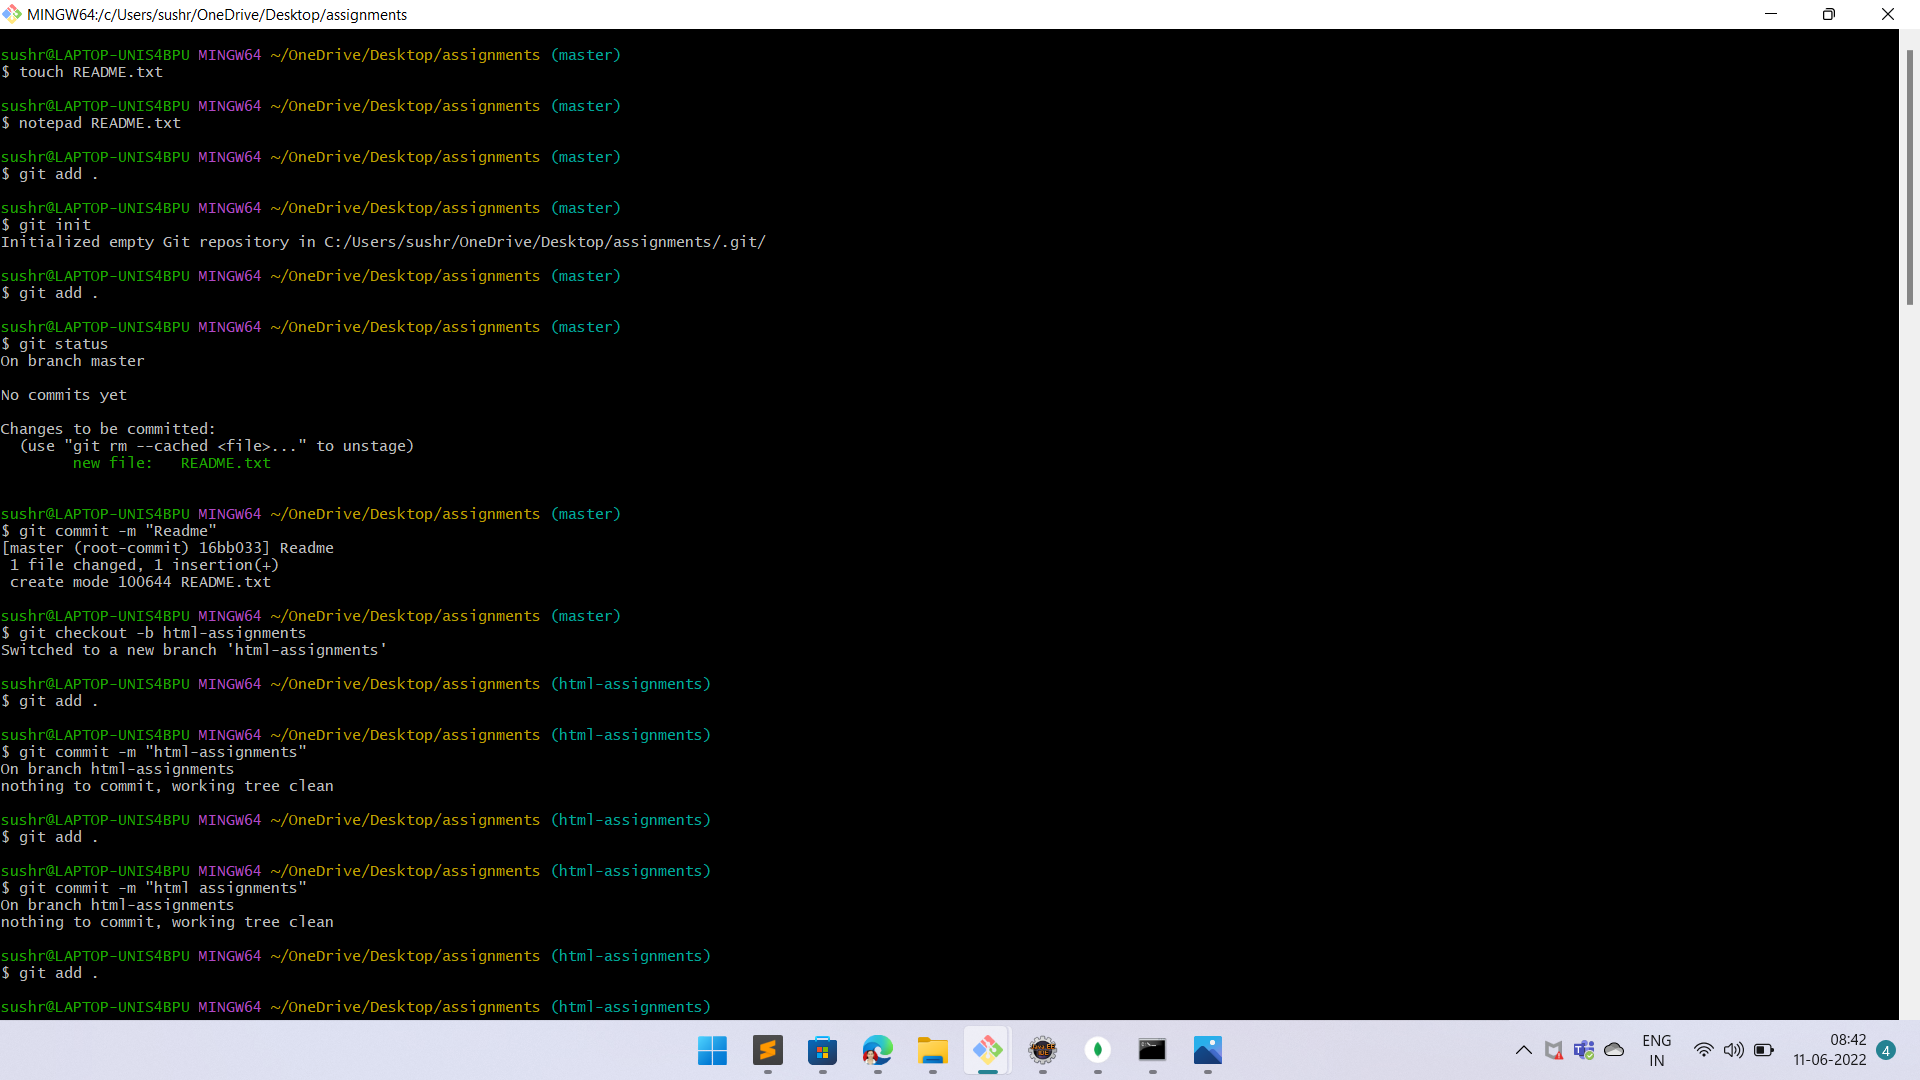 MINGW64:/c/Users/sushr/OneDrive/Desktop/assignments
sushr@LAPTOP-UNIS4BPU MINGW64 ~/OneDrive/Desktop/assignments (master)
$ touch README.txt
sushr@LAPTOP-UNIS4BPU MINGW64 ~/OneDrive/Desktop/assignments (master)
$ notepad README.txt
sushr@LAPTOP-UNIS4BPU MINGW64 ~/OneDrive/Desktop/assignments (master)
$ git add .
sushr@LAPTOP-UNIS4BPU MINGW64 ~/OneDrive/Desktop/assignments (master)
$ git init
Initialized empty Git repository in C:/Users/sushr/OneDrive/Desktop/assignments/.git/
sushr@LAPTOP-UNIS4BPU MINGW64 ~/OneDrive/Desktop/assignments (master)
$ git add .
sushr@LAPTOP-UNIS4BPU MINGW64 ~/OneDrive/Desktop/assignments (master)
$ git status
On branch master
No commits yet
Changes to be committed:
  (use "git rm --cached <file>..." to unstage)
        new file:   README.txt
sushr@LAPTOP-UNIS4BPU MINGW64 ~/OneDrive/Desktop/assignments (master)
$ git commit -m "Readme"
[master (root-commit) 16bb033] Readme
 1 file changed, 1 insertion(+)
 create mode 100644 README.txt
sushr@LAPTOP-UNIS4BPU MINGW64 ~/OneDrive/Desktop/assignments (master)
$ git checkout -b html-assignments
Switched to a new branch 'html-assignments'
sushr@LAPTOP-UNIS4BPU MINGW64 ~/OneDrive/Desktop/assignments (html-assignments)
$ git add .
sushr@LAPTOP-UNIS4BPU MINGW64 ~/OneDrive/Desktop/assignments (html-assignments)
$ git commit -m "html-assignments"
On branch html-assignments
nothing to commit, working tree clean
sushr@LAPTOP-UNIS4BPU MINGW64 ~/OneDrive/Desktop/assignments (html-assignments)
$ git add .
sushr@LAPTOP-UNIS4BPU MINGW64 ~/OneDrive/Desktop/assignments (html-assignments)
$ git commit -m "html assignments"
On branch html-assignments
nothing to commit, working tree clean
sushr@LAPTOP-UNIS4BPU MINGW64 ~/OneDrive/Desktop/assignments (html-assignments)
$ git add .
sushr@LAPTOP-UNIS4BPU MINGW64 ~/OneDrive/Desktop/assignments (html-assignments)
ENG
IN
08:42
11-06-2022
4